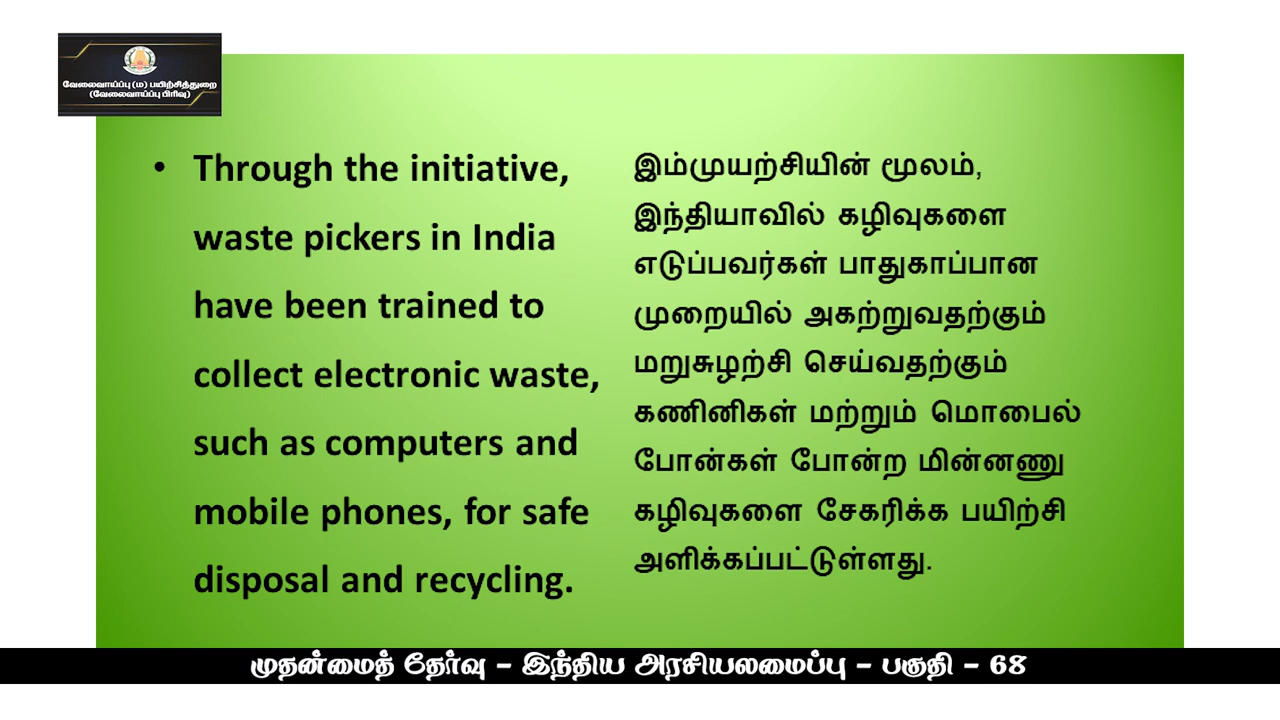 வேலைவாய்ப்பு (ம) பயிற்சித்துறை
(வேலைவாய்ப்பு பிரிவு)
• Through the initiative,
waste pickers in India
have been trained to
collect electronic waste,
such as computers and
mobile phones, for safe
disposal and recycling.
இம்முயற்சியின் மூலம்,
இந்தியாவில் கழிவுகளை
எடுப்பவர்கள் பாதுகாப்பான
முறையில் அகற்றுவதற்கும்
மறுசுழற்சி செய்வதற்கும்
கணினிகள் மற்றும் மொபைல்
போன்கள் போன்ற மின்னணு
கழிவுகளை சேகரிக்க பயிற்சி
அளிக்கப்பட்டுள்ளது.
முதன்மைத் தேர்வு – இந்திய அரசியலமைப்பு – பகுதி – 68